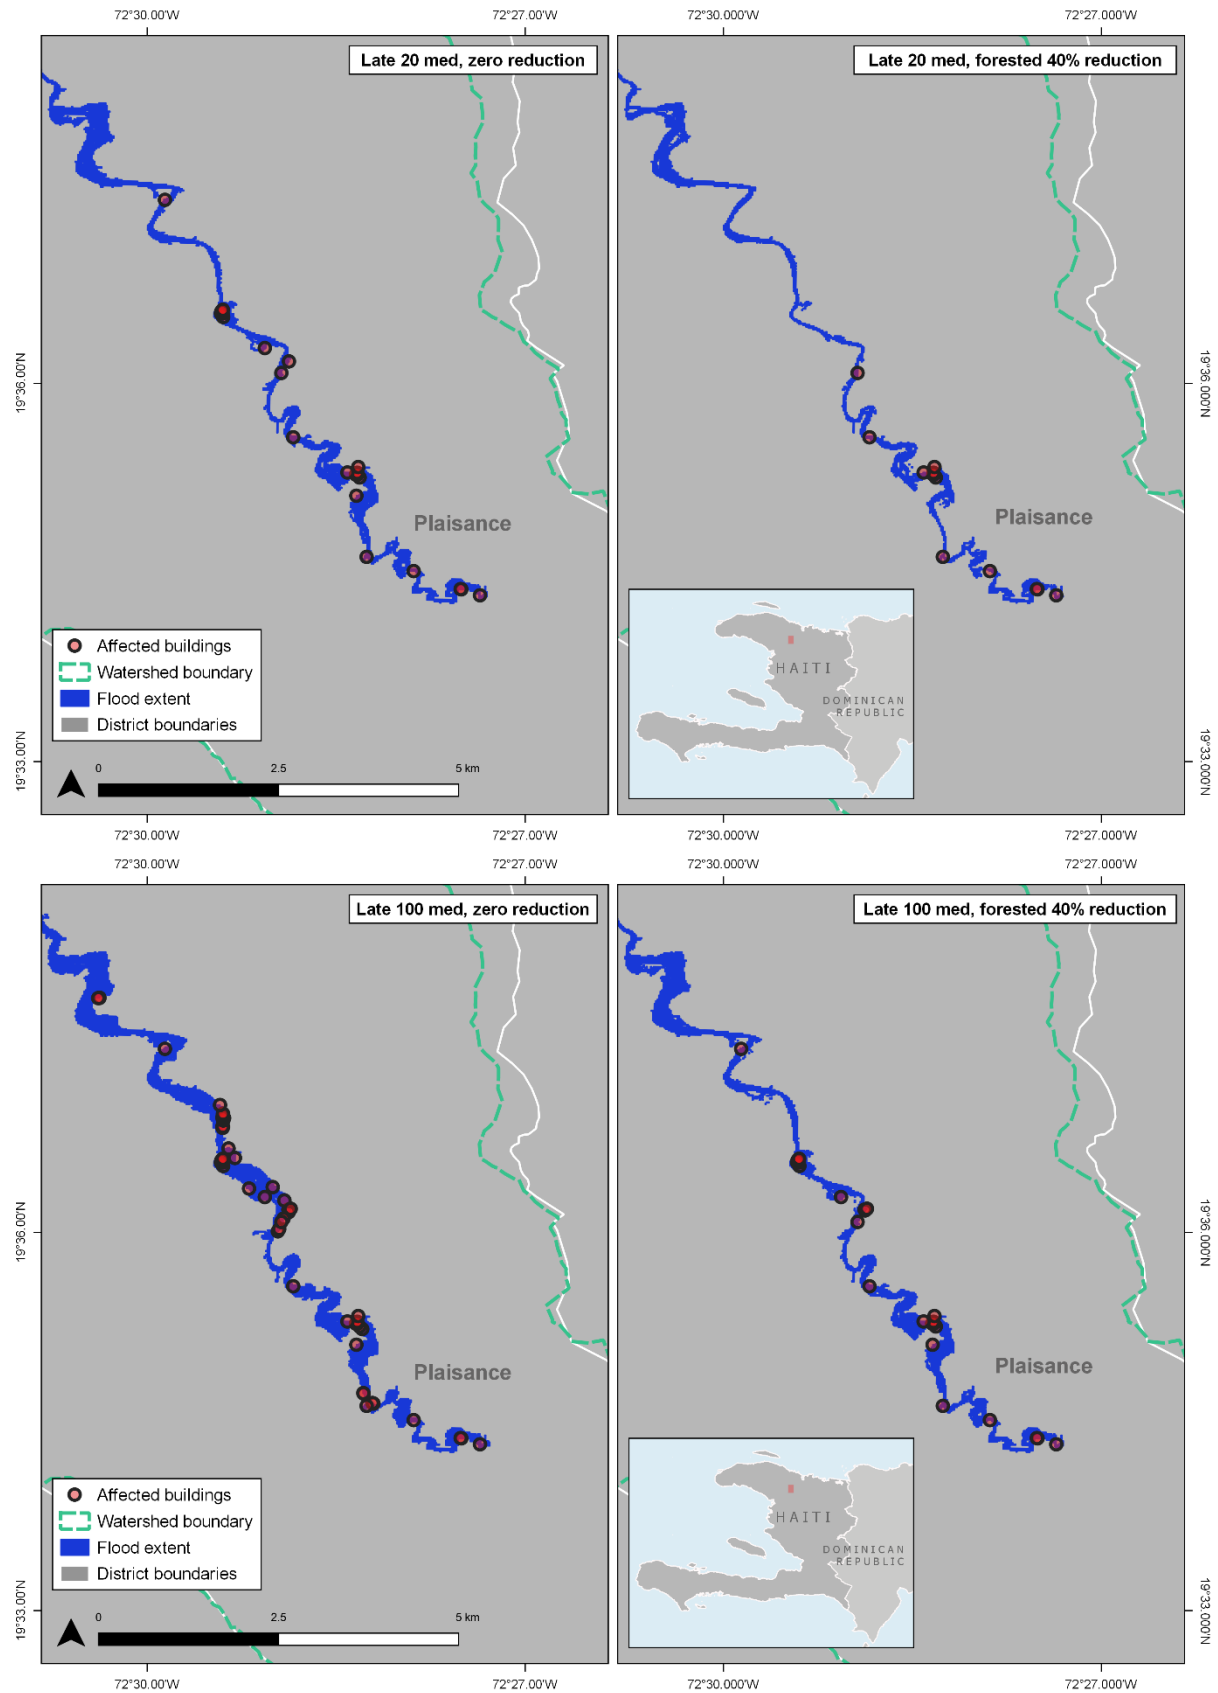 72°30.00'W
72°27.00'W
72°30.000'W
72°27.000'W
Late 20 med, zero reduction
Late 20 med, forested 40% reduction
19°36.00'N
19°36.000'N
Plaisance
Plaisance
Affected buildings
Watershed boundary
Flood extent
District boundaries
0
2.5
5 km
HAITI
DOMINICAN
REPUBLIC
19°33.00'N
19°33.000'N
72°30.00'W
72°27.00'W
72°30.000'W
72°27.000'W
72°30.00'W
72°27.00'W
72°30.000'W
72°27.000'W
Late 100 med, zero reduction
Late 100 med, forested 40% reduction
19°36.00'N
19°36.000'N
Plaisance
Plaisance
Affected buildings
Watershed boundary
Flood extent
District boundaries
0
2.5
5 km
HAITI
DOMINICAN
REPUBLIC
19°33.00'N
19°33.000'N
72°30.00'W
72°27.00'W
72°30.000'W
72°27.000'W